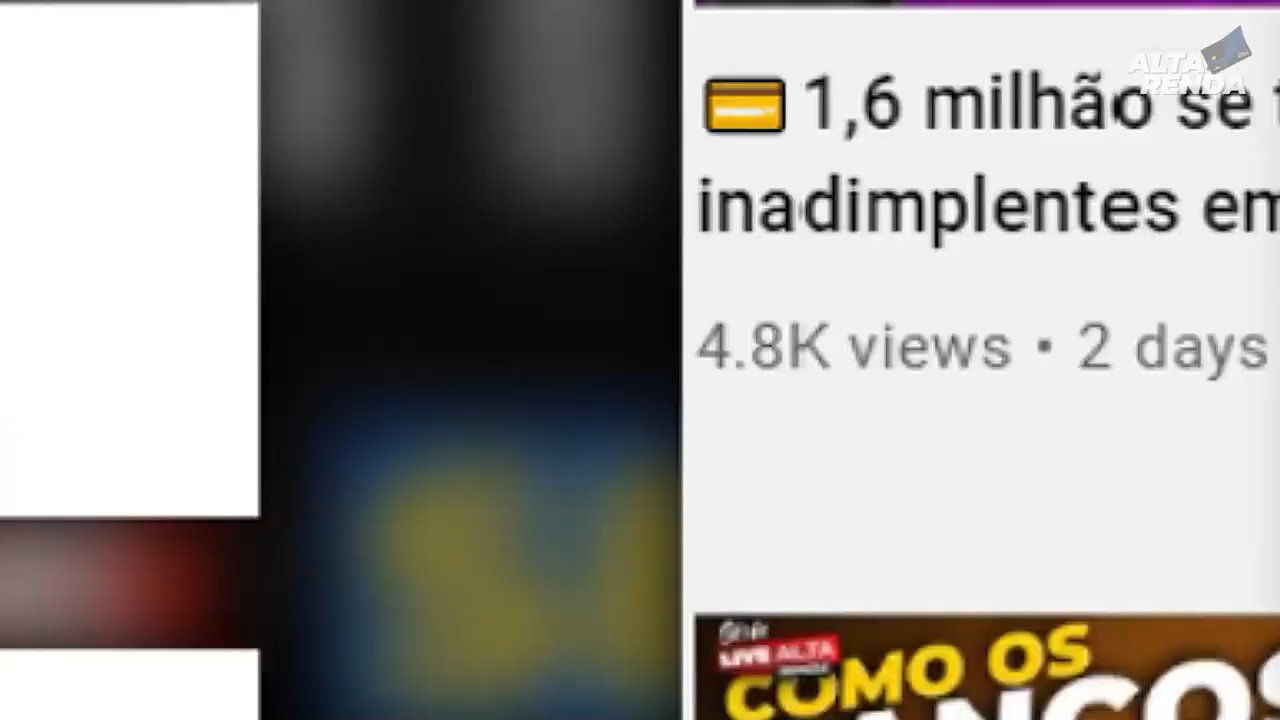 ALTA
RENDA
1,6 milhão se
inadimplentes em
4.8K views • 2 days
LIVE ALTA
COMO OS